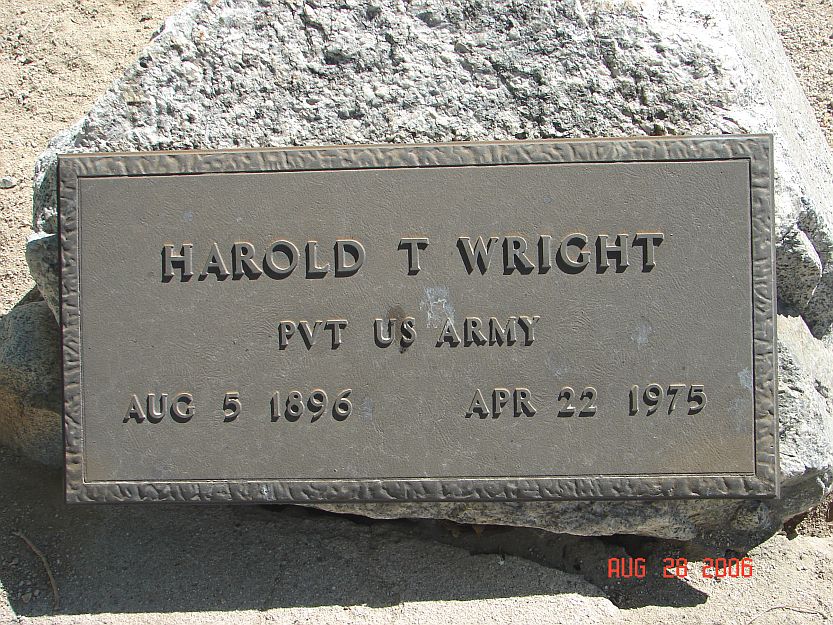 HAROLD T WRIGHT
PVT US ARMY
AUG 5 1896 APR 22 1975
AUG 28 2006